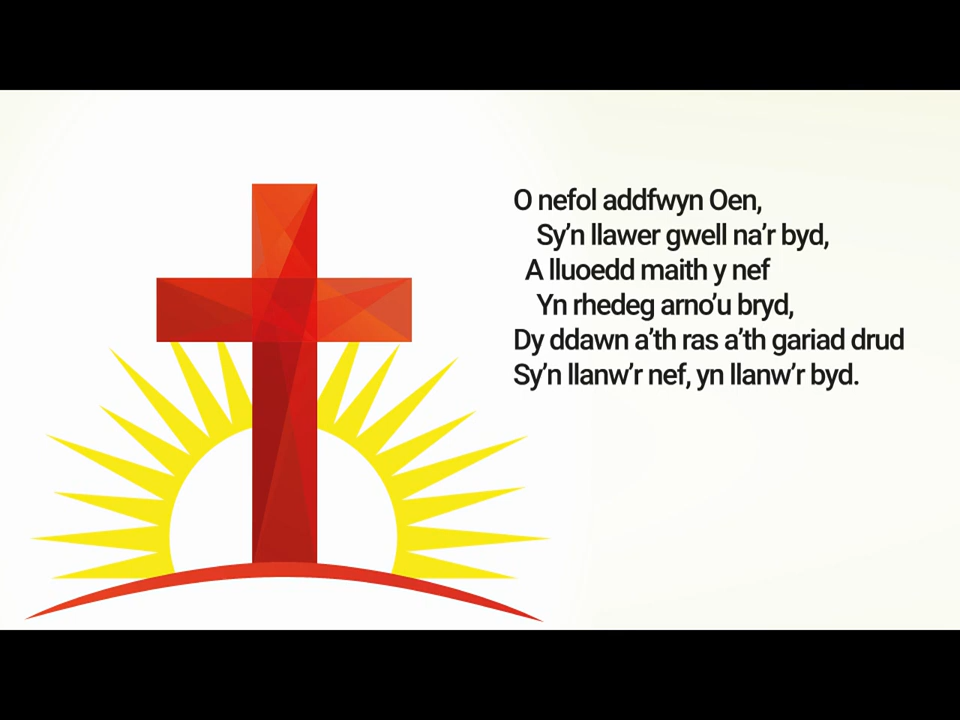 O nefol addfwyn Oen,
Sy’n llawer gwell na’r byd,
A lluoedd maith y nef
Yn rhedeg arno’u bryd,
Dy ddawn a’th ras a’th gariad drud
Sy’n llanw’r nef, yn llanw’r byd.